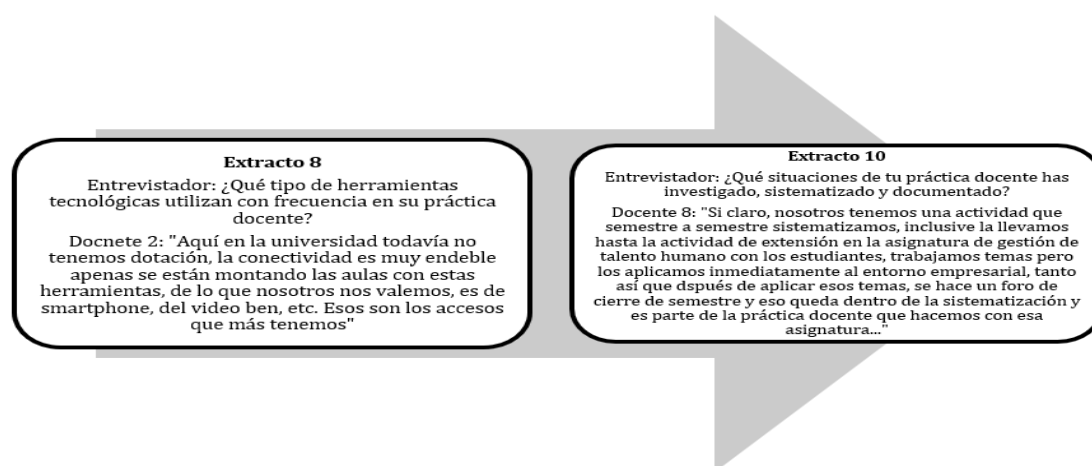 Extracto 8
Entrevistador: ¿Qué tipo de herramientas
tecnológicas utilizan con frecuencia en su práctica
docente?
Docnete 2: "Aquí en la universidad todavía no
tenemos dotación, la conectividad es muy endeble
apenas se están montando las aulas con estas
herramientas, de lo que nosotros nos valemos, es de
smartphone, del video ben, etc. Esos son los accesos
que más tenemos"
Extracto 10
Entrevistador: ¿Qué situaciones de tu práctica docente has
investigado, sistematizado y documentado?
Docente 8: "Si claro, nosotros tenemos una actividad que
semestre a semestre sistematizamos, inclusive la llevamos
hasta la actividad de extensión en la asignatura de gestión de
talento humano con los estudiantes, trabajamos temas pero
los aplicamos inmediatamente al entorno empresarial, tanto
así que dspués de aplicar esos temas, se hace un foro de
cierre de semestre y eso queda dentro de la sistematización y
es parte de la práctica docente que hacemos con esa
asignatura..."